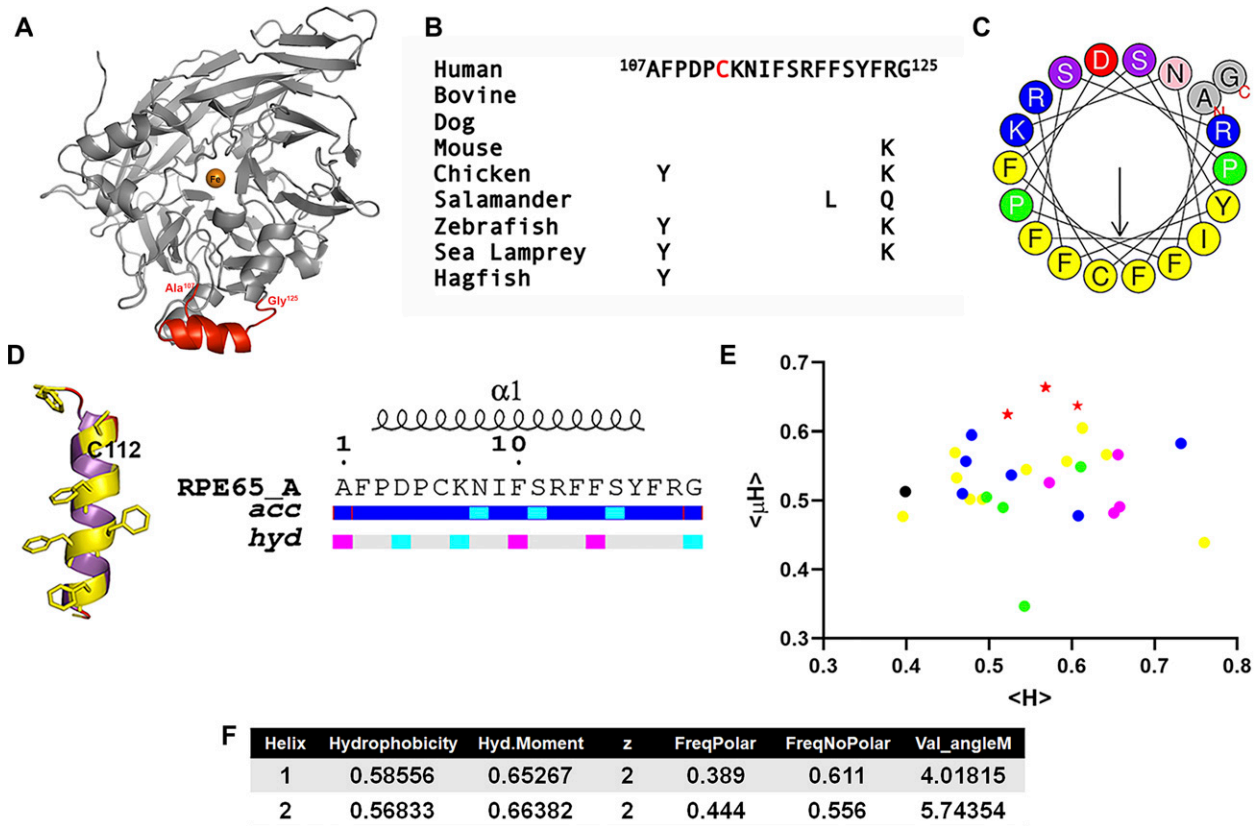 A
Fe
Ala107
Gly125
B
Human 107AFPDPCKNIFSRFFSYFRG125
Bovine
Dog
Mouse K
Chicken Y K
Salamander L Q
Zebrafish Y K
Sea Lamprey Y K
Hagfish Y
C
S D S N G C
R A N
K R
F P
P Y
F I
F C F F
D
C112
α1
1 10
RPE65_A AFPDPCKNIFSRFFSYFRG
acc
hyd
E
0.7
0.6
0.5
0.4
0.3
<μH>
0.3 0.4 0.5 0.6 0.7 0.8
<H>
F
Helix Hydrophobicity Hyd.Moment z FreqPolar FreqNoPolar Val_angleM
1 0.58556 0.65267 2 0.389 0.611 4.01815
2 0.56833 0.66382 2 0.444 0.556 5.74354